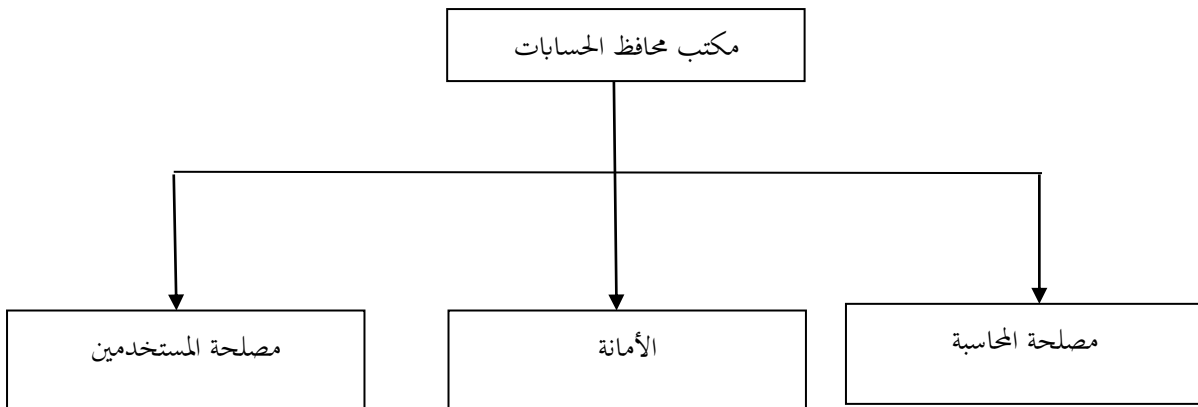 مكتب محافظ الحسابات
مصلحة المحاسبة
الأمانة
مصلحة المستخدمين